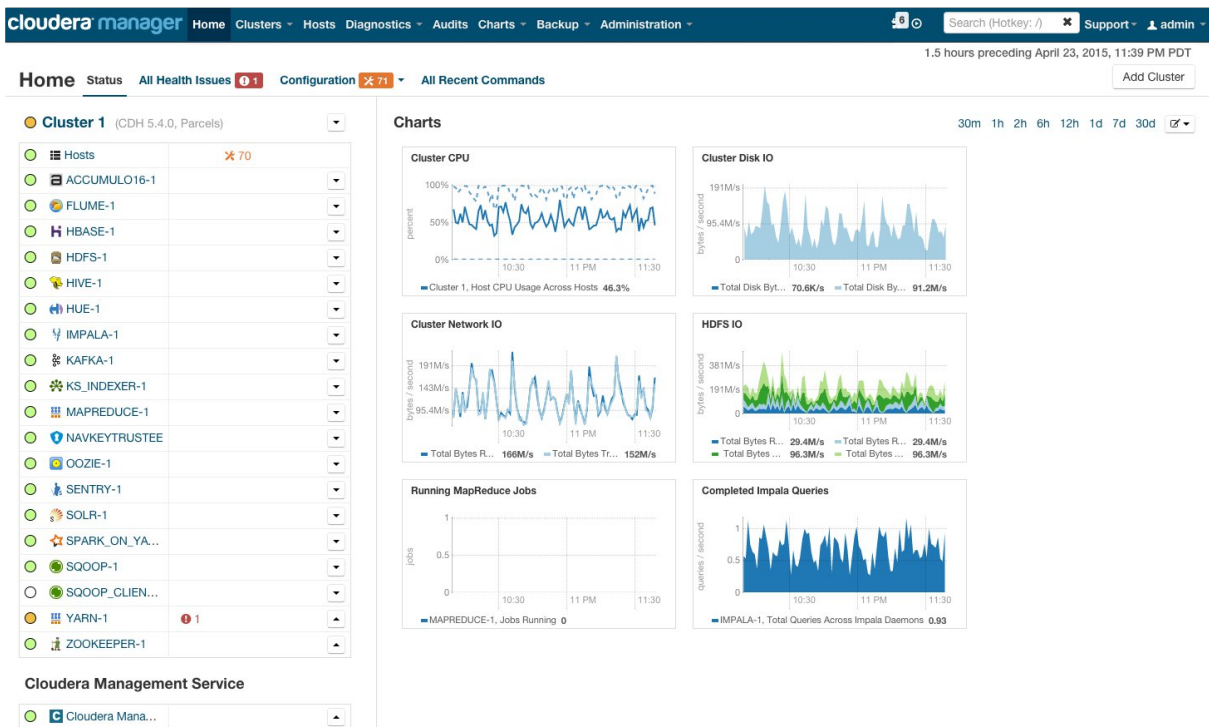 cloudera manager Home Clusters Hosts Diagnostics Audits Charts Backup Administration 6 Search (Hotkey: /) Support admin
1.5 hours preceding April 23, 2015, 11:39 PM PDT
Home Status All Health Issues 1 Configuration 71 All Recent Commands Add Cluster
Cluster 1 (CDH 5.4.0, Parcels)
Hosts 70
ACCUMULO16-1
FLUME-1
HBASE-1
HDFS-1
HIVE-1
HUE-1
IMPALA-1
KAFKA-1
KS_INDEXER-1
MAPREDUCE-1
NAVKEYTRUSTEE
OOZIE-1
SENTRY-1
SOLR-1
SPARK_ON_YA...
SQOOP-1
SQOOP_CLIEN...
YARN-1 1
ZOOKEEPER-1
Cloudera Management Service
Cloudera Mana...
Charts
30m 1h 2h 6h 12h 1d 7d 30d
Cluster CPU
percent
100%
50%
0%
10:30 11 PM 11:30
Cluster 1, Host CPU Usage Across Hosts 46.3%
Cluster Disk IO
bytes / second
191M/s
95.4M/s
0
10:30 11 PM 11:30
Total Disk Byt... 70.6K/s Total Disk By... 91.2M/s
Cluster Network IO
bytes / second
191M/s
143M/s
95.4M/s
10:30 11 PM 11:30
Total Bytes R... 166M/s Total Bytes Tr... 152M/s
HDFS IO
bytes / second
381M/s
191M/s
0
10:30 11 PM 11:30
Total Bytes R... 29.4M/s Total Bytes R... 29.4M/s
Total Bytes ... 96.3M/s Total Bytes ... 96.3M/s
Running MapReduce Jobs
jobs
1
0.5
0
10:30 11 PM 11:30
MAPREDUCE-1, Jobs Running 0
Completed Impala Queries
queries / second
1
0.5
0
10:30 11 PM 11:30
IMPALA-1, Total Queries Across Impala Daemons 0.93